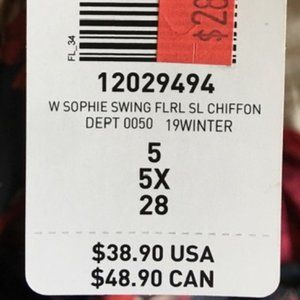 $28
FL_34
12029494
W SOPHIE SWING FLRL SL CHIFFON
DEPT 0050 19WINTER
5
5X
28
$38.90 USA
$48.90 CAN